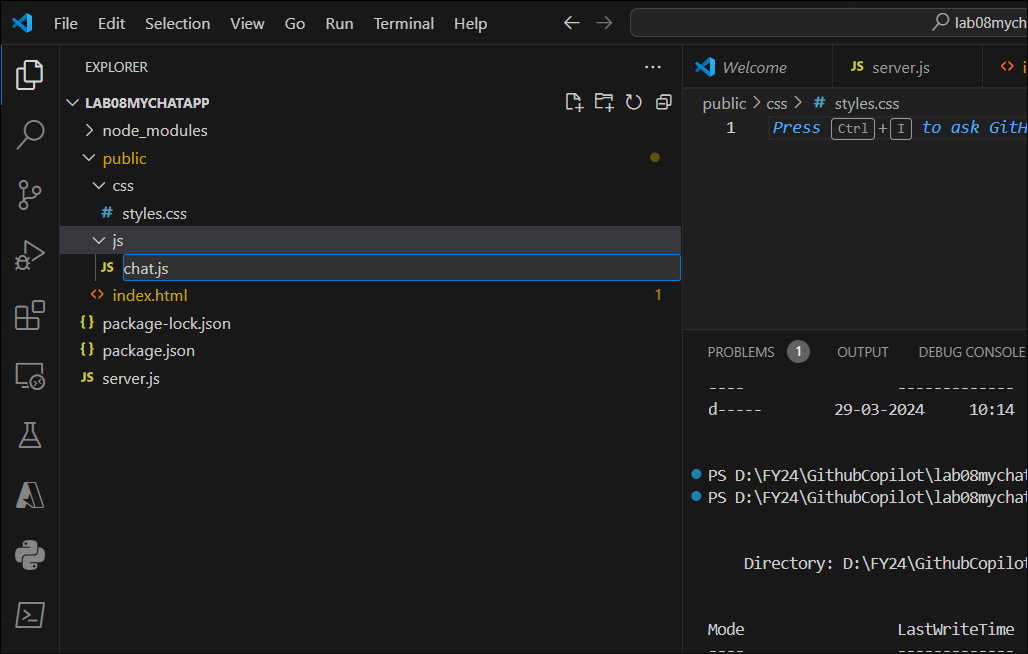 File Edit Selection View Go Run Terminal Help lab08mych
EXPLORER
LAB08MYCHATAPP
node_modules
public
css
# styles.css
js
JS chat.js
<> index.html 1
{} package-lock.json
{} package.json
JS server.js
Welcome JS server.js <> i
public > css > # styles.css
1 Press Ctrl+I to ask GitH
PROBLEMS 1 OUTPUT DEBUG CONSOLE
---- -------------
d----- 29-03-2024 10:14
PS D:\FY24\GithubCopilot\lab08mychat
PS D:\FY24\GithubCopilot\lab08mychat
Directory: D:\FY24\GithubCopilot
Mode LastWriteTime
---- -------------